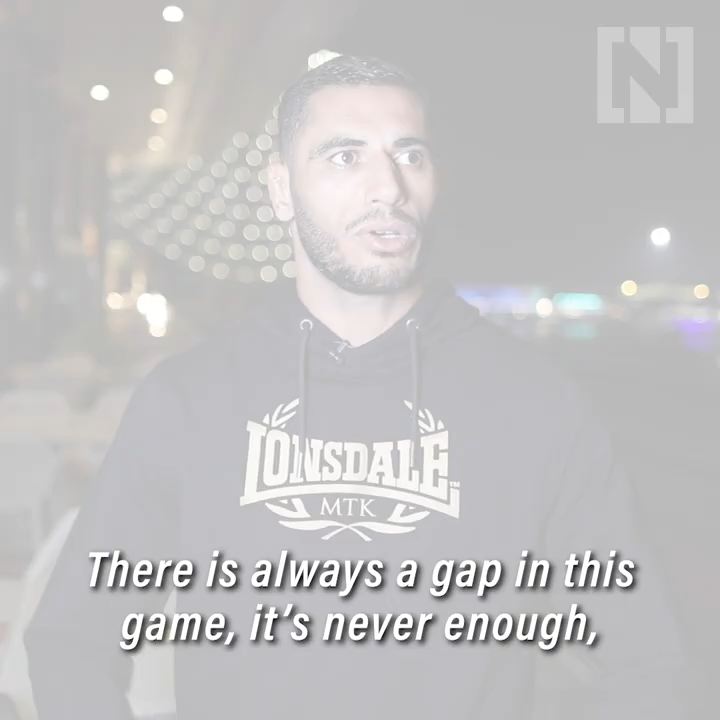 [N]
LONSDALE
MTK
There is always a gap in this
game, it's never enough,